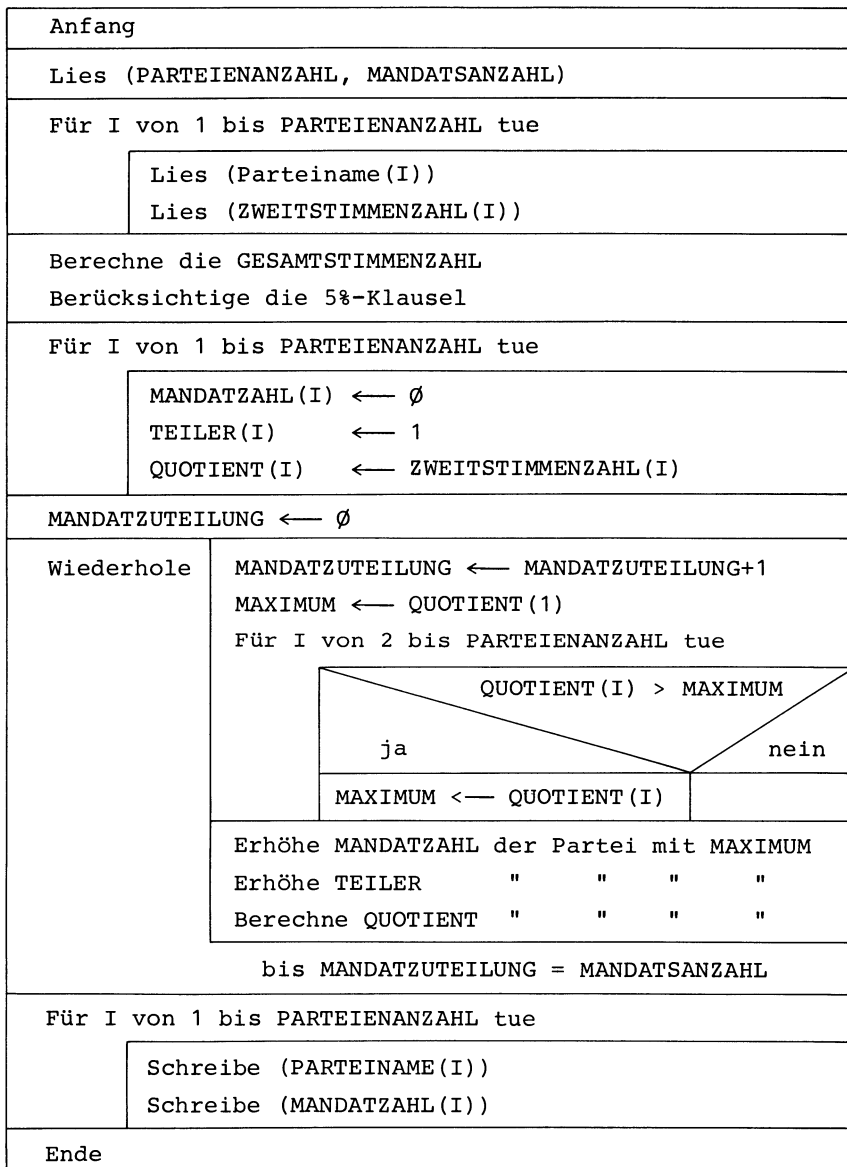 Anfang
Lies (PARTEIENANZAHL, MANDATSANZAHL)
Für I von 1 bis PARTEIENANZAHL tue
Lies (Parteiname(I))
Lies (ZWEITSTIMMENZAHL(I))
Berechne die GESAMTSTIMMENZAHL
Berücksichtige die 5%-Klausel
Für I von 1 bis PARTEIENANZAHL tue
MANDATZAHL(I) ⟵ Ø
TEILER(I) ⟵ 1
QUOTIENT(I) ⟵ ZWEITSTIMMENZAHL(I)
MANDATZUTEILUNG ⟵ Ø
Wiederhole MANDATZUTEILUNG ⟵ MANDATZUTEILUNG+1
MAXIMUM ⟵ QUOTIENT(1)
Für I von 2 bis PARTEIENANZAHL tue
QUOTIENT(I) > MAXIMUM
ja nein
MAXIMUM <— QUOTIENT(I)
Erhöhe MANDATZAHL der Partei mit MAXIMUM
Erhöhe TEILER " " " "
Berechne QUOTIENT " " " "
bis MANDATZUTEILUNG = MANDATSANZAHL
Für I von 1 bis PARTEIENANZAHL tue
Schreibe (PARTEINAME(I))
Schreibe (MANDATZAHL(I))
Ende